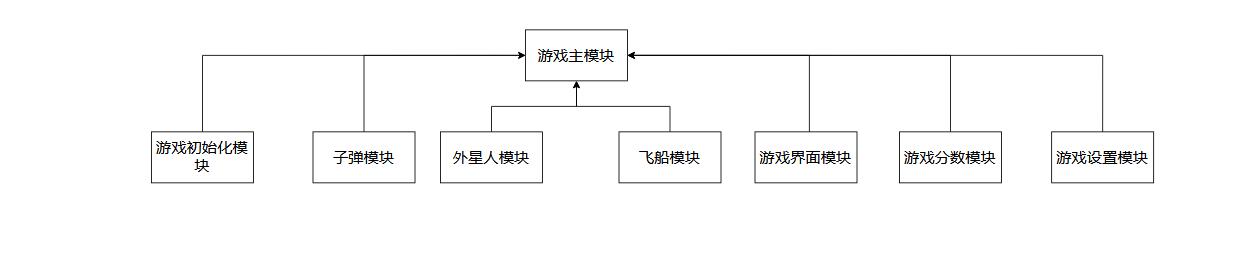 游戏主模块
游戏初始化模
块
子弹模块
外星人模块
飞船模块
游戏界面模块
游戏分数模块
游戏设置模块